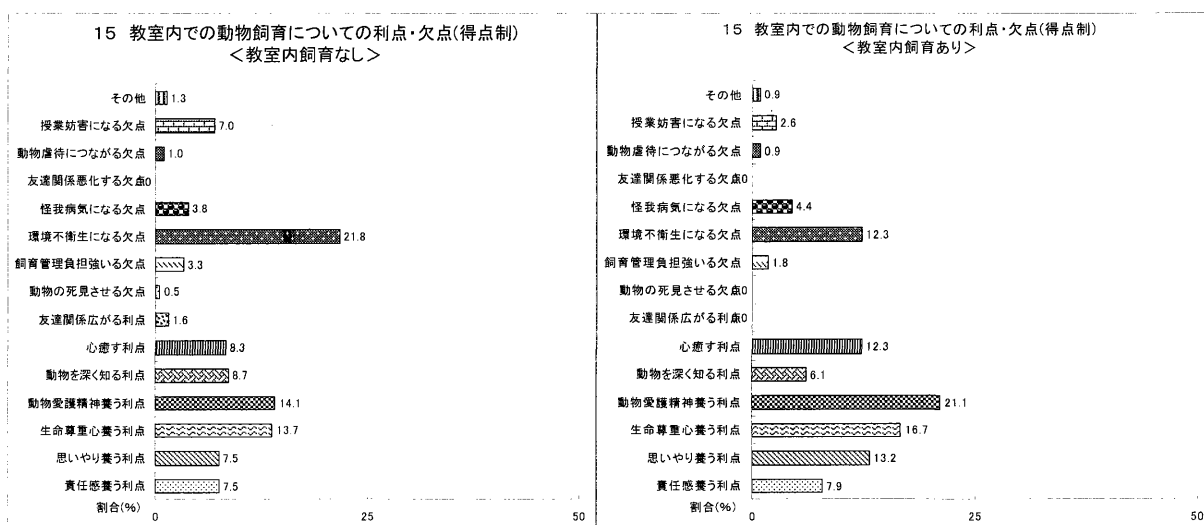 15 教室内での動物飼育についての利点・欠点(得点制)
＜教室内飼育なし＞
その他 1.3
授業妨害になる欠点 7.0
動物虐待につながる欠点 1.0
友達関係悪化する欠点0
怪我病気になる欠点 3.8
環境不衛生になる欠点 21.8
飼育管理負担強いる欠点 3.3
動物の死見させる欠点 0.5
友達関係広がる利点 1.6
心癒す利点 8.3
動物を深く知る利点 8.7
動物愛護精神養う利点 14.1
生命尊重心養う利点 13.7
思いやり養う利点 7.5
責任感養う利点 7.5
割合(%)
0 25 50
15 教室内での動物飼育についての利点・欠点(得点制)
＜教室内飼育あり＞
その他 0.9
授業妨害になる欠点 2.6
動物虐待につながる欠点 0.9
友達関係悪化する欠点0
怪我病気になる欠点 4.4
環境不衛生になる欠点 12.3
飼育管理負担強いる欠点 1.8
動物の死見させる欠点0
友達関係広がる利点0
心癒す利点 12.3
動物を深く知る利点 6.1
動物愛護精神養う利点 21.1
生命尊重心養う利点 16.7
思いやり養う利点 13.2
責任感養う利点 7.9
割合(%)
0 25 50